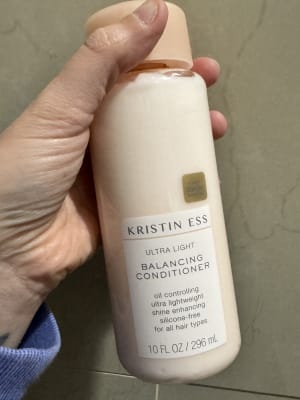 KRISTIN ESS
ULTRA LIGHT
BALANCING
CONDITIONER
oil controlling
ultra lightweight
shine enhancing
silicone-free
for all hair types
10 FL OZ / 296 mL